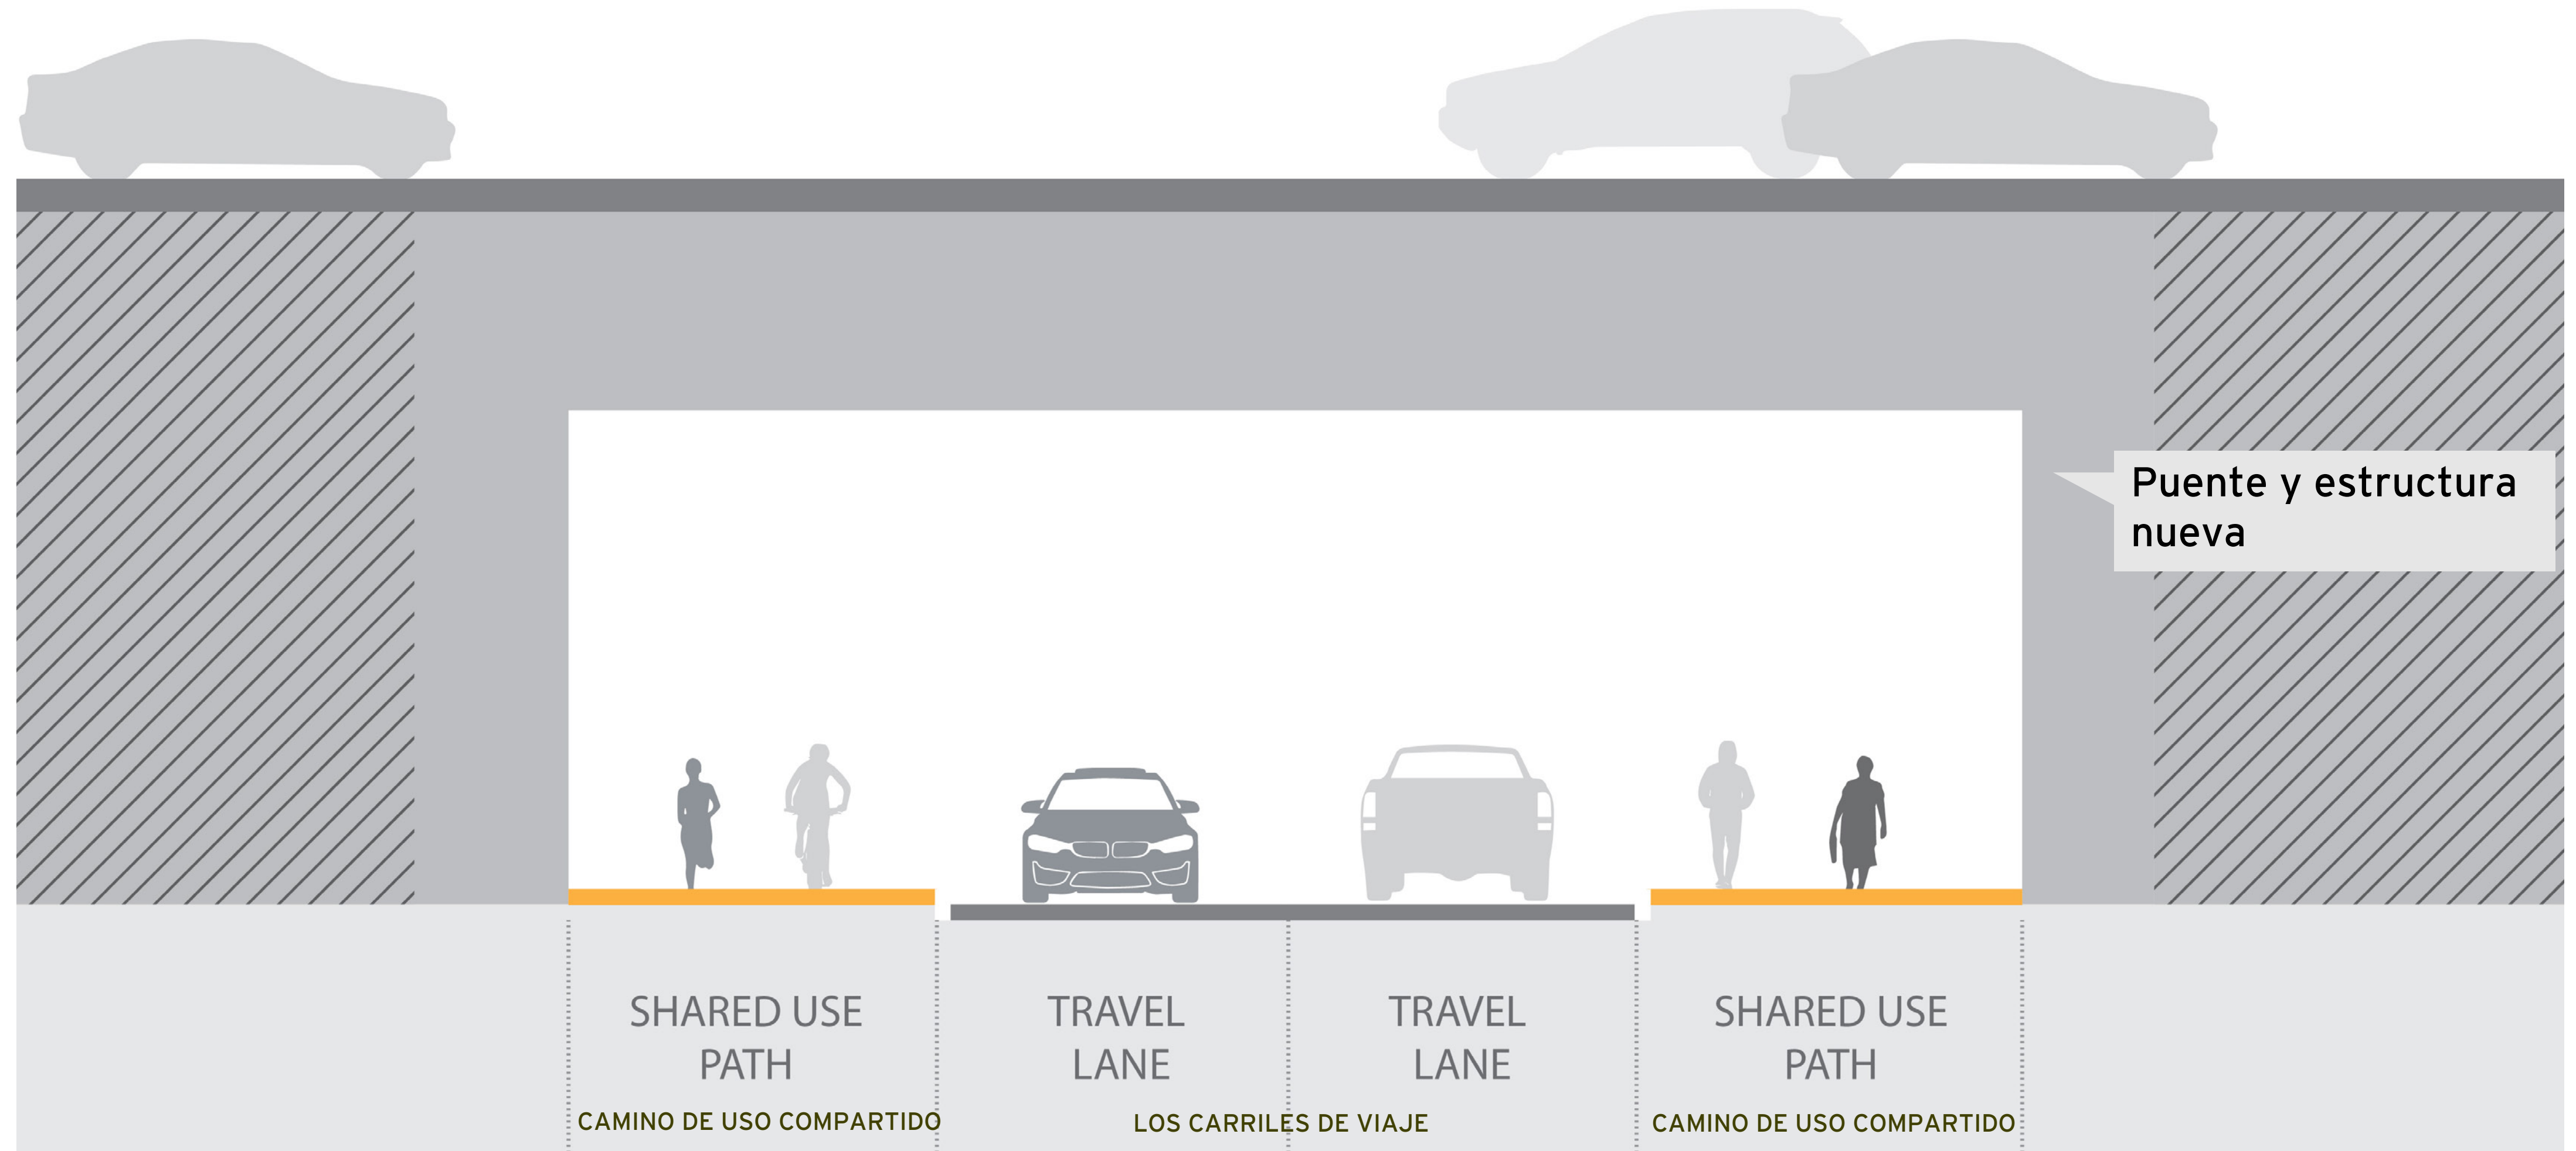 Puente y estructura
nueva
SHARED USE
PATH
TRAVEL
LANE
TRAVEL
LANE
SHARED USE
PATH
CAMINO DE USO COMPARTIDO
LOS CARRILES DE VIAJE
CAMINO DE USO COMPARTIDO